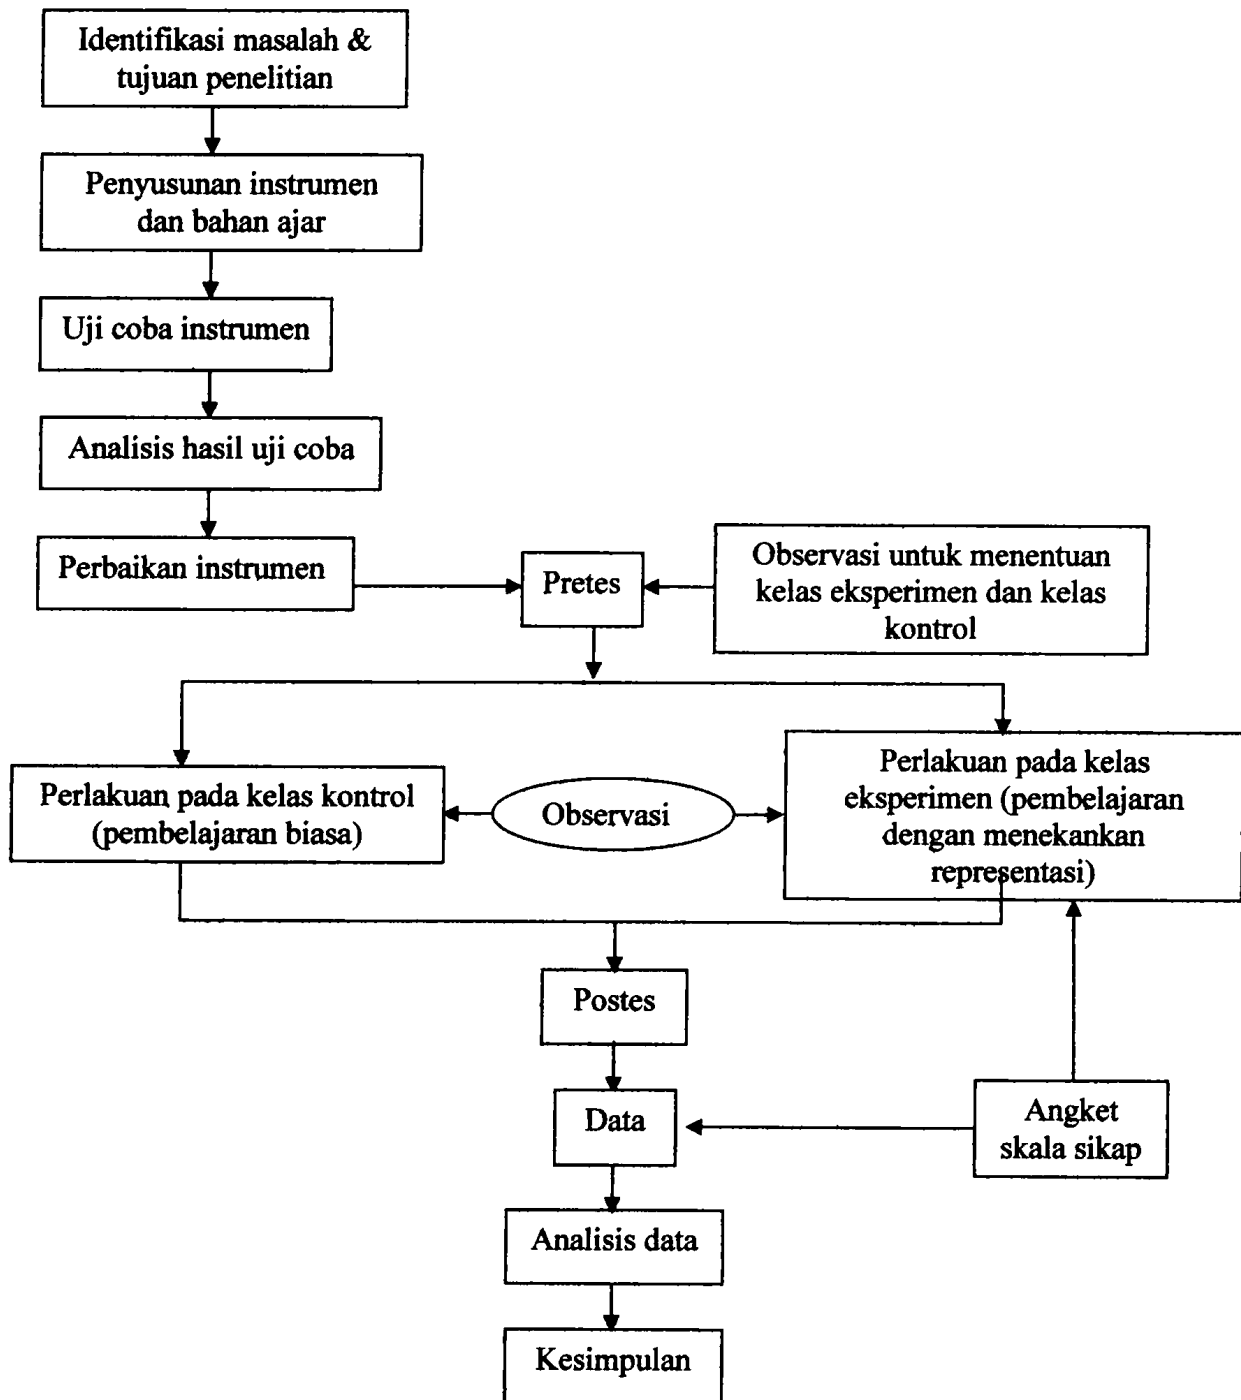 Identifikasi masalah &
tujuan penelitian
Penyusunan instrumen
dan bahan ajar
Uji coba instrumen
Analisis hasil uji coba
Perbaikan instrumen
Pretes
Observasi untuk menentuan
kelas eksperimen dan kelas
kontrol
Perlakuan pada kelas kontrol
(pembelajaran biasa)
Observasi
Perlakuan pada kelas
eksperimen (pembelajaran
dengan menekankan
representasi)
Postes
Data
Angket
skala sikap
Analisis data
Kesimpulan